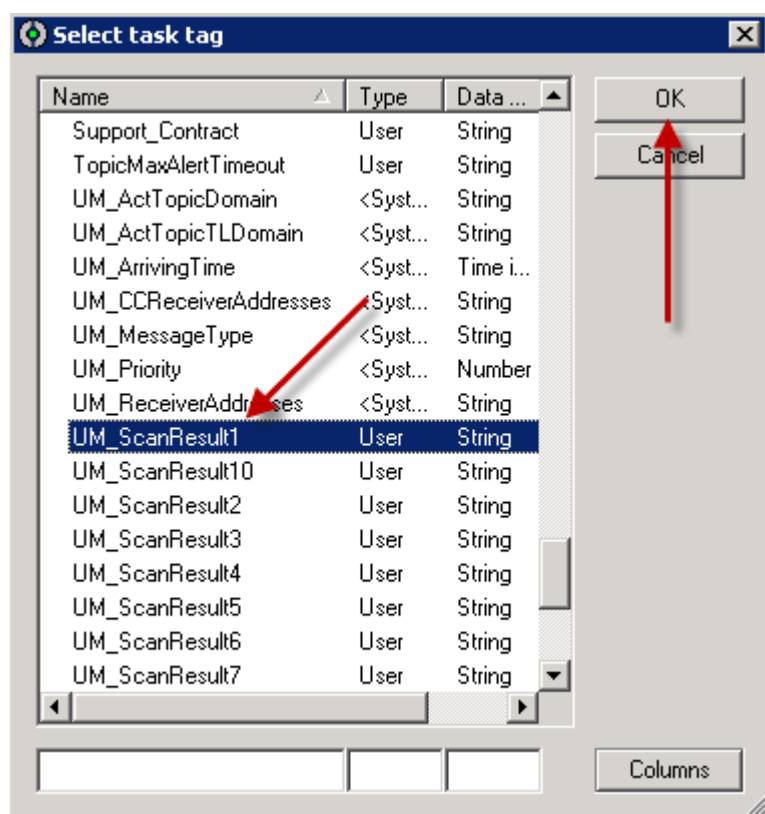 Select task tag
Name Type Data ... OK
Support_Contract User String
TopicMaxAlertTimeout User String Cancel
UM_ActTopicDomain <Syst... String
UM_ActTopicTLDomain <Syst... String
UM_ArrivingTime <Syst... Time i...
UM_CCReceiverAddresses <Syst... String
UM_MessageType <Syst... String
UM_Priority <Syst... Number
UM_ReceiverAddresses <Syst... String
UM_ScanResult1 User String
UM_ScanResult10 User String
UM_ScanResult2 User String
UM_ScanResult3 User String
UM_ScanResult4 User String
UM_ScanResult5 User String
UM_ScanResult6 User String
UM_ScanResult7 User String
Columns